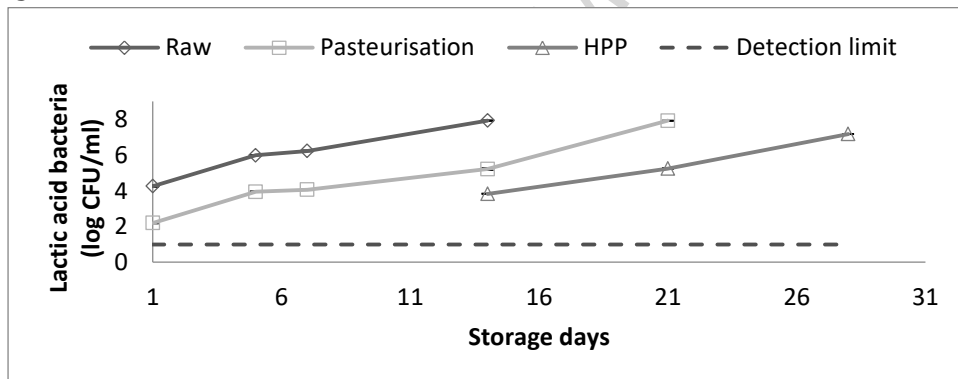 Raw Pasteurisation HPP Detection limit
Lactic acid bacteria
(log CFU/ml)
8
6
4
2
0
1 6 11 16 21 26 31
Storage days